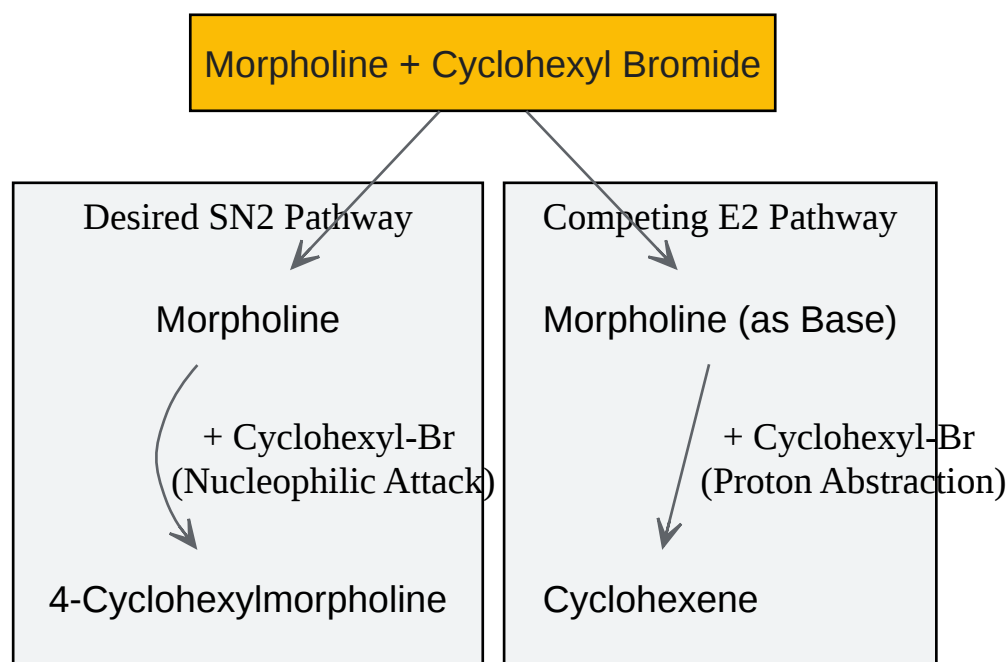 Morpholine + Cyclohexyl Bromide
Desired SN2 Pathway
Morpholine
+ Cyclohexyl-Br
(Nucleophilic Attack)
4-Cyclohexylmorpholine
Competing E2 Pathway
Morpholine (as Base)
+ Cyclohexyl-Br
(Proton Abstraction)
Cyclohexene